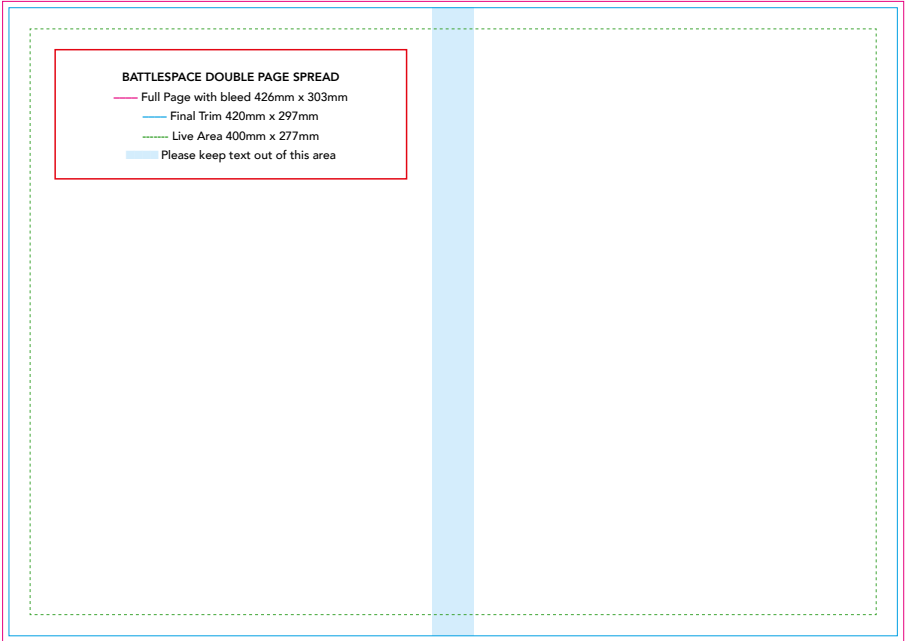 BATTLESPACE DOUBLE PAGE SPREAD
Full Page with bleed 426mm x 303mm
Final Trim 420mm x 297mm
Live Area 400mm x 277mm
Please keep text out of this area